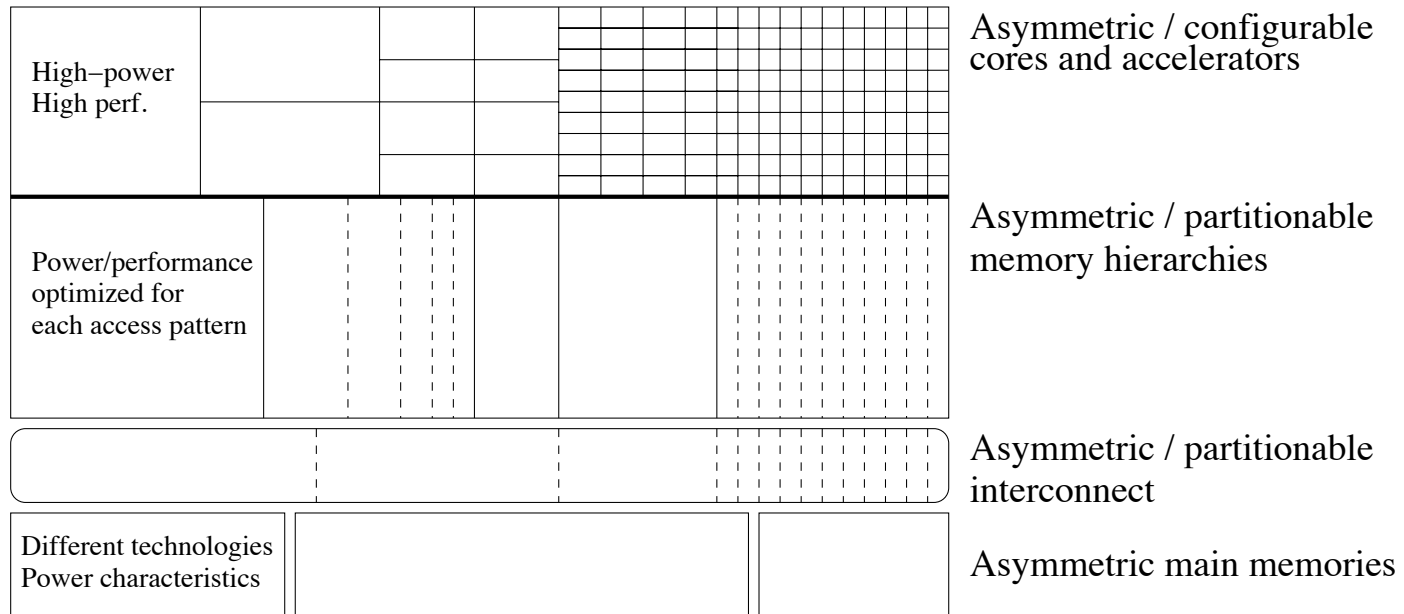 High−power
High perf.
Asymmetric / configurable
cores and accelerators
Power/performance
optimized for
each access pattern
Asymmetric / partitionable
memory hierarchies
Asymmetric / partitionable
interconnect
Different technologies
Power characteristics
Asymmetric main memories